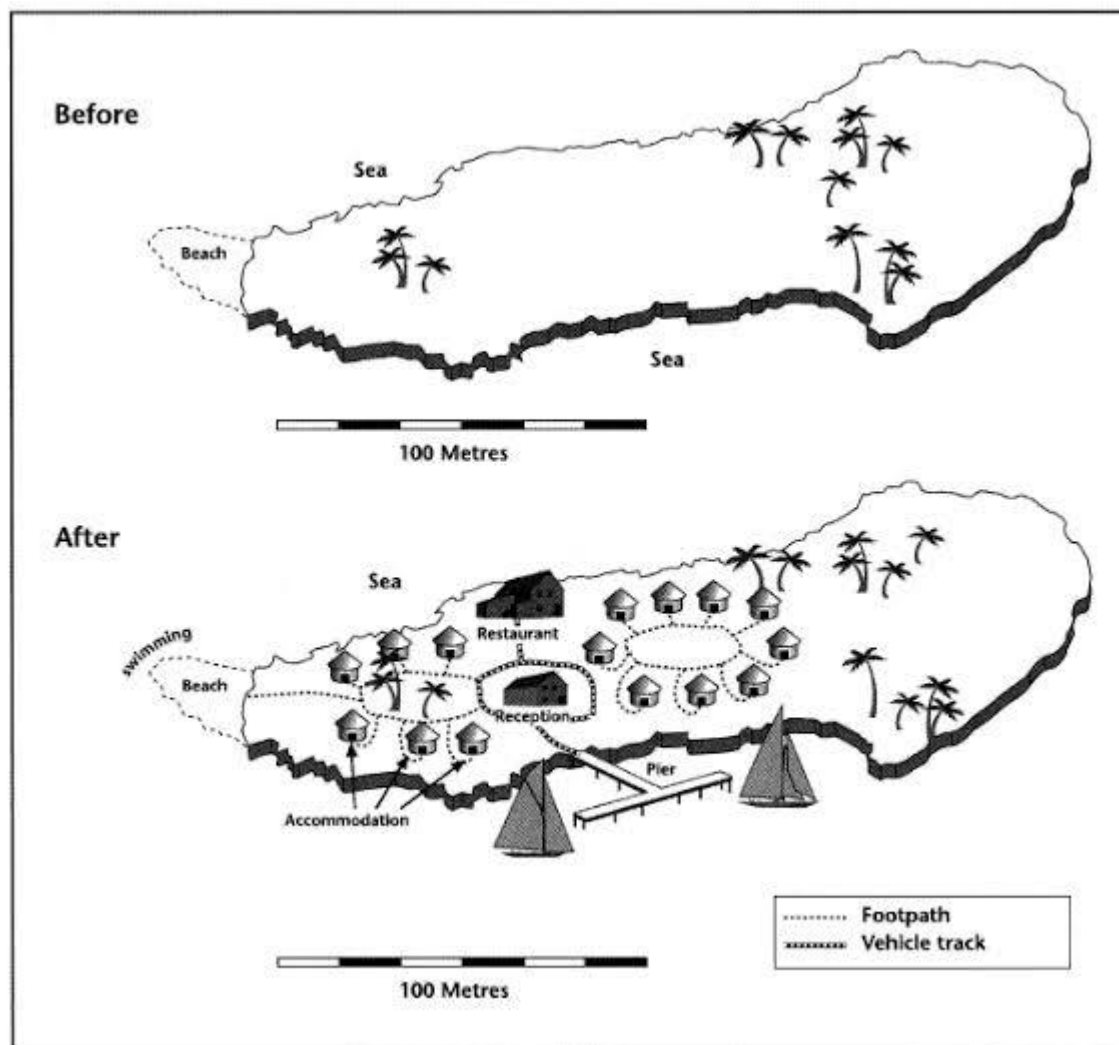 Before
Sea
Beach
Sea
100 Metres
After
Sea
swimming
Restaurant
Beach
Reception
Pier
Accommodation
Footpath
Vehicle track
100 Metres